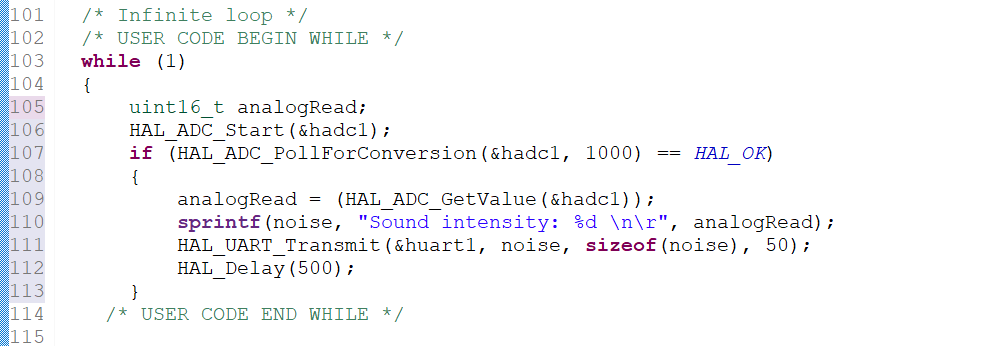 101 /* Infinite loop */
102 /* USER CODE BEGIN WHILE */
103 while (1)
104 {
105 uint16_t analogRead;
106 HAL_ADC_Start(&hadc1);
107 if (HAL_ADC_PollForConversion(&hadc1, 1000) == HAL_OK)
108 {
109 analogRead = (HAL_ADC_GetValue(&hadc1));
110 sprintf(noise, "Sound intensity: %d \n\r", analogRead);
111 HAL_UART_Transmit(&huart1, noise, sizeof(noise), 50);
112 HAL_Delay(500);
113 }
114 /* USER CODE END WHILE */
115